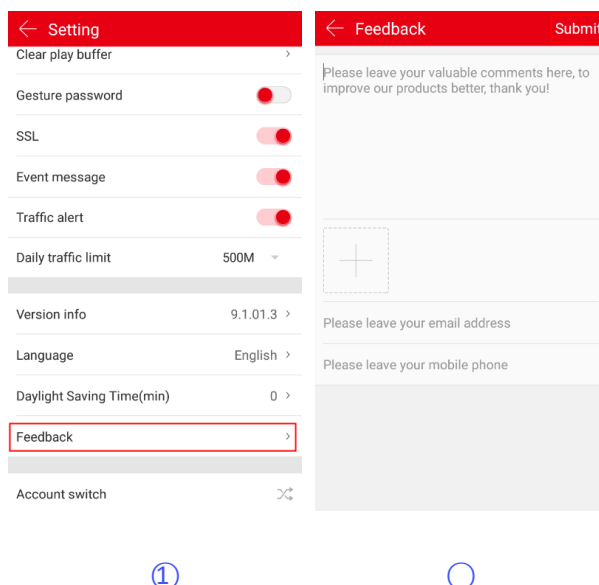 Setting
Clear play buffer
Gesture password
SSL
Event message
Traffic alert
Daily traffic limit 500M
Version info 9.1.01.3
Language English
Daylight Saving Time(min) 0
Feedback
Account switch
①
Feedback Submit
Please leave your valuable comments here, to
improve our products better, thank you!
Please leave your email address
Please leave your mobile phone